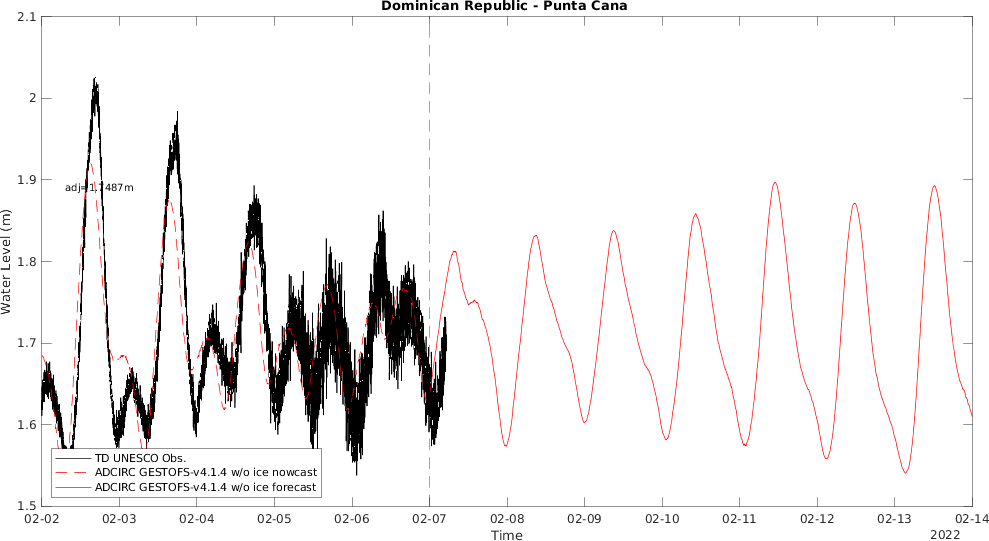 Dominican Republic - Punta Cana
2.1
2
1.9
1.8
1.7
1.6
1.5
Water Level (m)
adj=1.7487m
TD UNESCO Obs.
ADCIRC GESTOFS-v4.1.4 w/o ice nowcast
ADCIRC GESTOFS-v4.1.4 w/o ice forecast
02-02 02-03 02-04 02-05 02-06 02-07 02-08 02-09 02-10 02-11 02-12 02-13 02-14
Time
2022